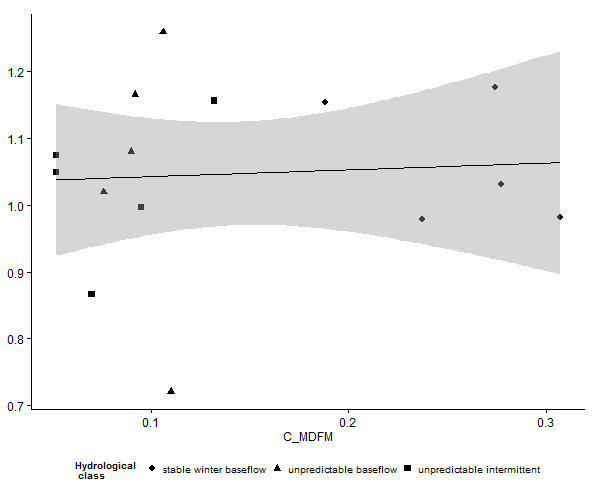 1.2
1.1
1.0
0.9
0.8
0.7
0.1 0.2 0.3
C_MDFM
Hydrological
class
stable winter baseflow unpredictable baseflow unpredictable intermittent